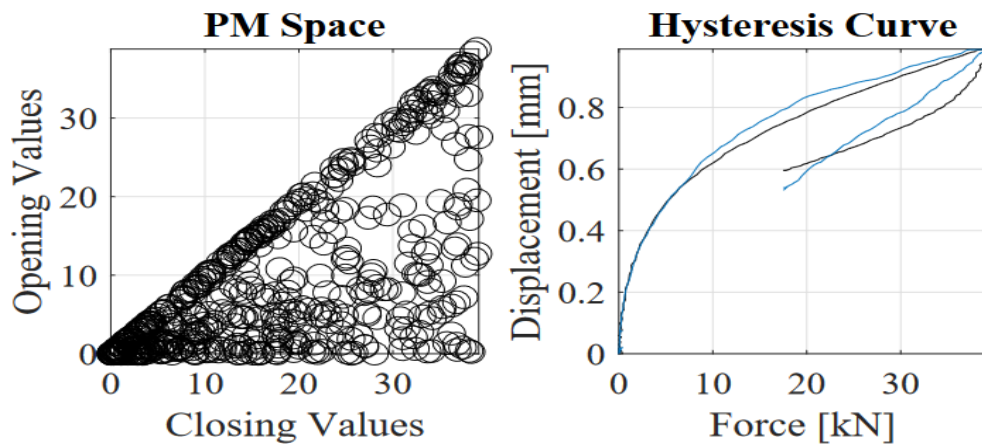 PM Space
Opening Values
30
20
10
0
0
10
20
30
Closing Values
Hysteresis Curve
Displacement [mm]
0.8
0.6
0.4
0.2
0
0
10
20
30
Force [kN]